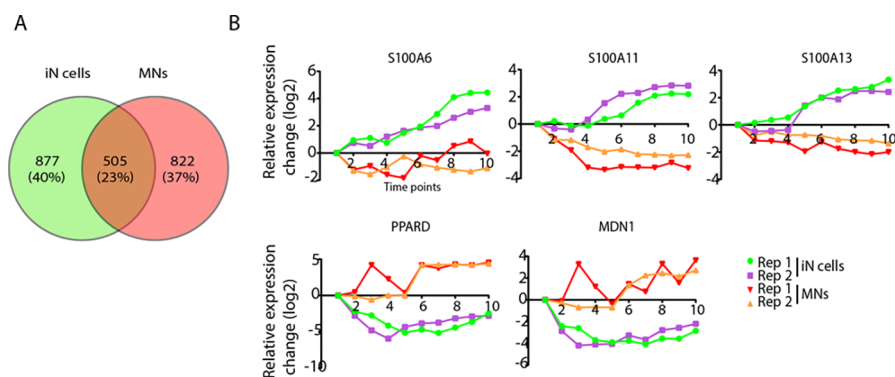 A
iN cells
MNs
877
(40%)
505
(23%)
822
(37%)
B
Relative expression
change (log2)
S100A6
6
4
2
0
-2
2 4 6 8 10
Time points
S100A11
4
2
0
-2
-4
2 4 6 8 10
S100A13
4
2
0
-2
-4
2 4 6 8 10
Relative expression
change (log2)
PPARD
5
0
-5
-10
2 4 6 8 10
MDN1
4
2
0
-2
-4
-6
2 4 6 8 10
Rep 1
Rep 2
iN cells
Rep 1
Rep 2
MNs